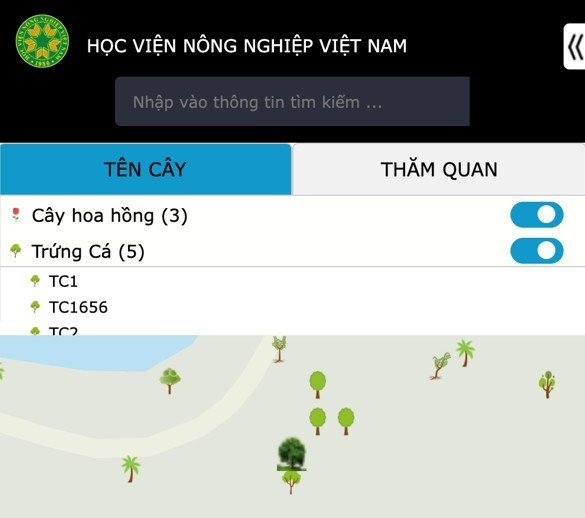 HỌC VIỆN NÔNG NGHIỆP VIỆT NAM
Nhập vào thông tin tìm kiếm ...
TÊN CÂY
THĂM QUAN
Cây hoa hồng (3)
Trứng Cá (5)
TC1
TC1656
TC2